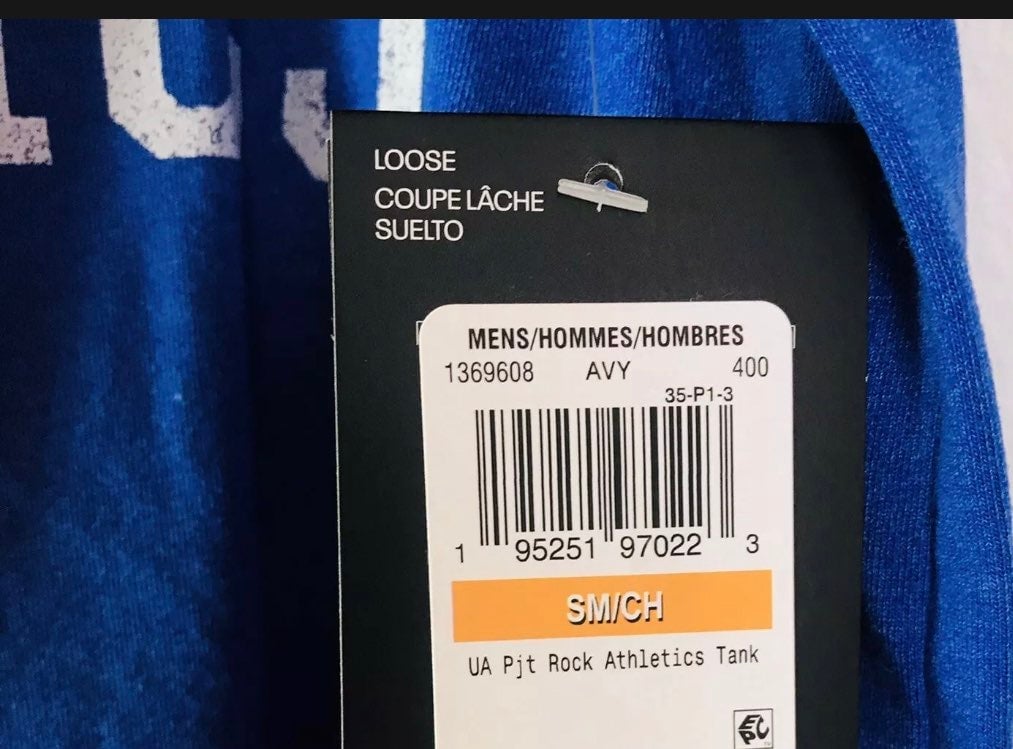 LOOSE
COUPE LÂCHE
SUELTO
MENS/HOMMES/HOMBRES
1369608 AVY 400
35-P1-3
1 95251 97022 3
SM/CH
UA Pjt Rock Athletics Tank
EPC